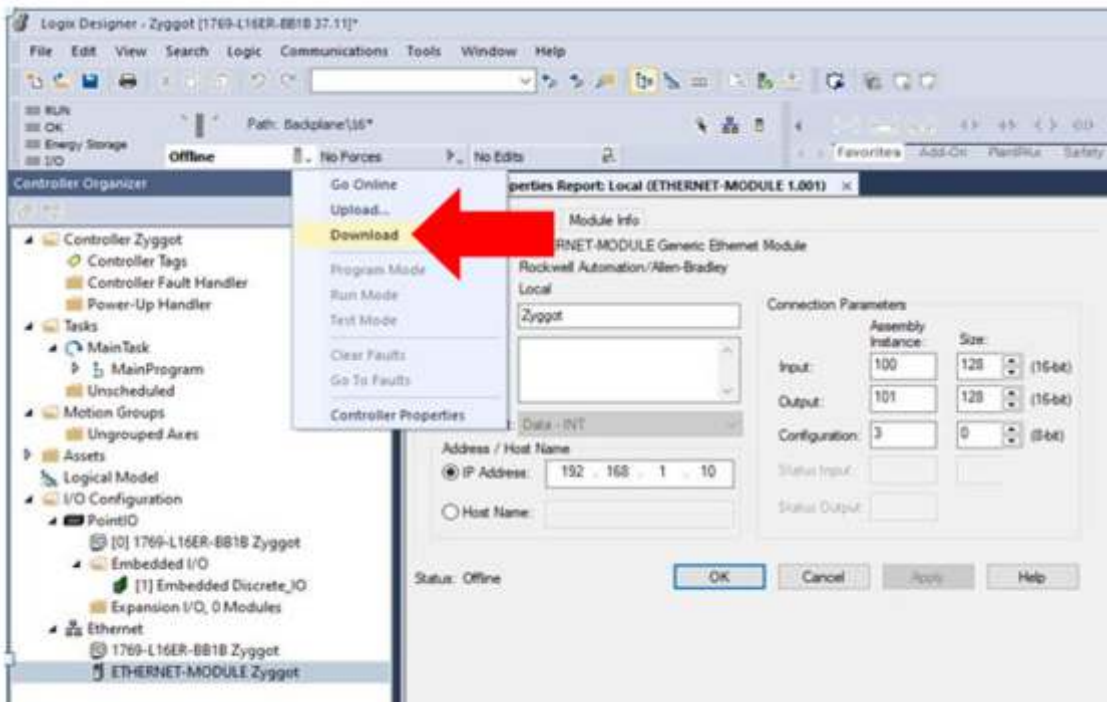 Logix Designer - Zyggot [1769-L16ER-BB1B 37.11]*
File Edit View Search Logic Communications Tools Window Help
RUN
OK
Energy Storage
I/O
Path: Backplane\16*
Offline
No Forces
No Edits
Favorites Add-On PlantPAx Safety
Controller Organizer
Go Online
Upload...
Download
Program Mode
Run Mode
Test Mode
Clear Faults
Go To Faults
Controller Properties
Controller Zyggot
Controller Tags
Controller Fault Handler
Power-Up Handler
Tasks
MainTask
MainProgram
Unscheduled
Motion Groups
Ungrouped Axes
Assets
Logical Model
I/O Configuration
PointIO
[0] 1769-L16ER-BB1B Zyggot
Embedded I/O
[1] Embedded Discrete_IO
Expansion I/O, 0 Modules
Ethernet
1769-L16ER-BB1B Zyggot
ETHERNET-MODULE Zyggot
perties Report: Local (ETHERNET-MODULE 1.001)
Module Info
RNET-MODULE Generic Ethernet Module
Rockwell Automation/Allen-Bradley
Local
Zyggot
Data - INT
Address / Host Name
IP Address: 192 . 168 . 1 . 10
Host Name:
Connection Parameters
Assembly Instance: Size:
Input: 100 128 (16-bit)
Output: 101 128 (16-bit)
Configuration: 3 0 (8-bit)
Status Input:
Status Output:
Status: Offline
OK Cancel Apply Help